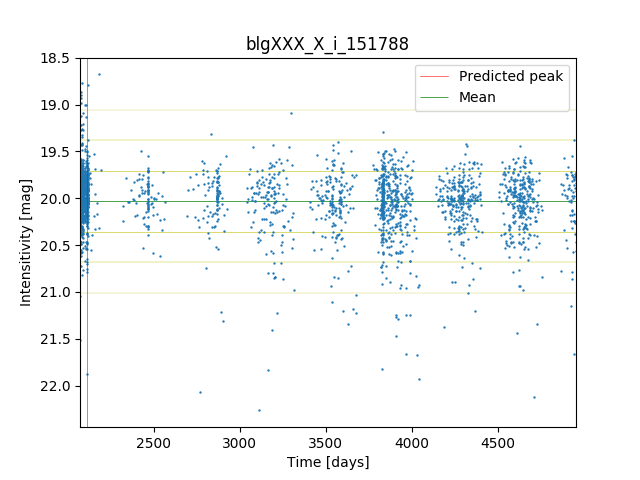 blgXXX_X_i_151788
Predicted peak
Mean
Intensitivity [mag]
18.5
19.0
19.5
20.0
20.5
21.0
21.5
22.0
2500
3000
3500
4000
4500
Time [days]